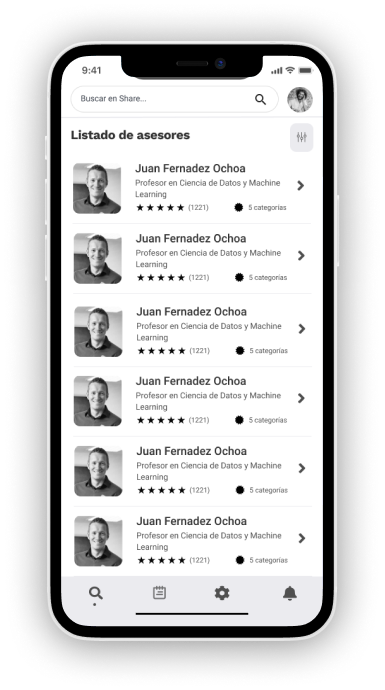 9:41
Buscar en Share...
Listado de asesores
Juan Fernadez Ochoa
Profesor en Ciencia de Datos y Machine
Learning
(1221) 5 categorías
Juan Fernadez Ochoa
Profesor en Ciencia de Datos y Machine
Learning
(1221) 5 categorías
Juan Fernadez Ochoa
Profesor en Ciencia de Datos y Machine
Learning
(1221) 5 categorías
Juan Fernadez Ochoa
Profesor en Ciencia de Datos y Machine
Learning
(1221) 5 categorías
Juan Fernadez Ochoa
Profesor en Ciencia de Datos y Machine
Learning
(1221) 5 categorías
Juan Fernadez Ochoa
Profesor en Ciencia de Datos y Machine
Learning
(1221) 5 categorías